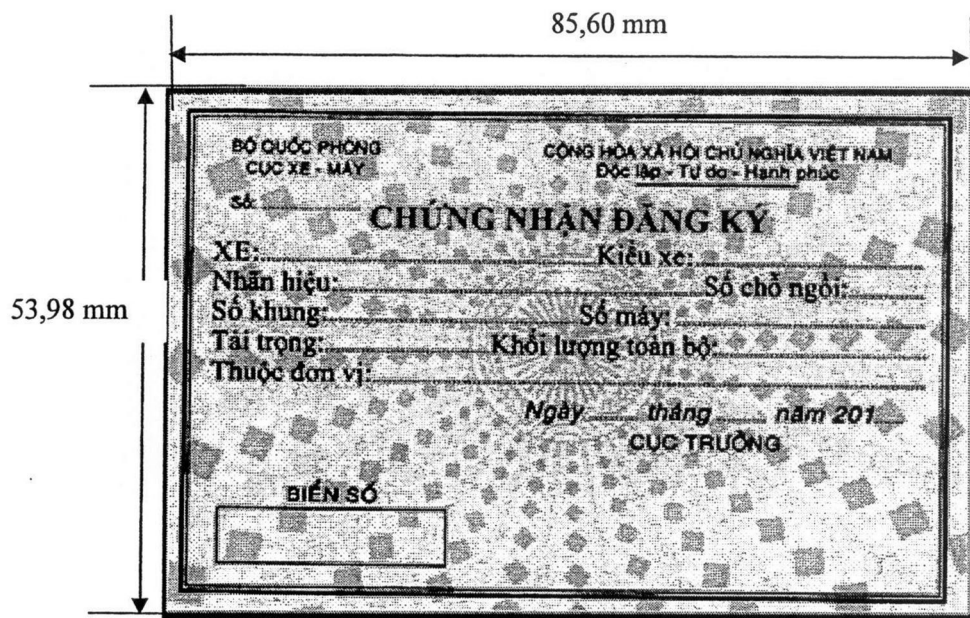 85,60 mm
53,98 mm
BỘ QUỐC PHÒNG
CỤC XE - MÁY
CỘNG HÒA XÃ HỘI CHỦ NGHĨA VIỆT NAM
Độc lập - Tự do - Hạnh phúc
Số:
CHỨNG NHẬN ĐĂNG KÝ
XE: Kiểu xe:
Nhãn hiệu: Số chỗ ngồi:
Số khung: Số máy:
Tải trọng: Khối lượng toàn bộ:
Thuộc đơn vị:
Ngày ...... tháng ...... năm 201...
CỤC TRƯỞNG
BIỂN SỐ